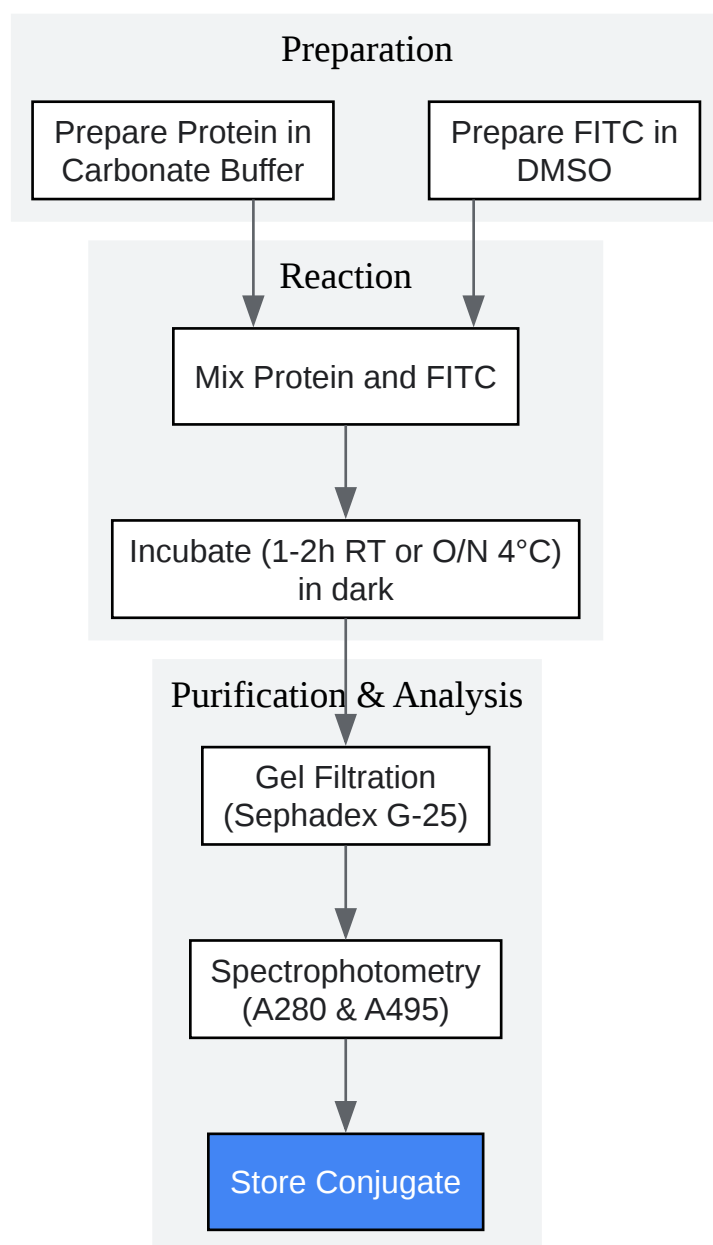 Preparation
Prepare Protein in
Carbonate Buffer
Prepare FITC in
DMSO
Reaction
Mix Protein and FITC
Incubate (1-2h RT or O/N 4°C)
in dark
Purification & Analysis
Gel Filtration
(Sephadex G-25)
Spectrophotometry
(A280 & A495)
Store Conjugate